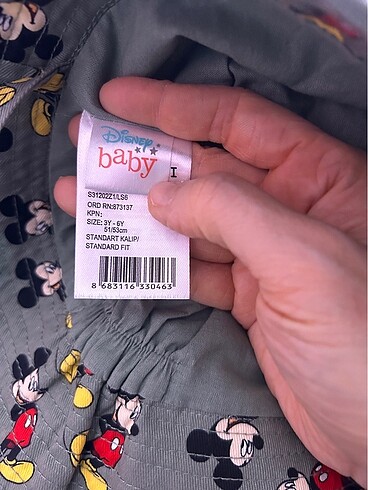 Disney
baby
I
S31202Z1/LS6
ORD RN:873137
KPN:
SIZE: 3Y - 6Y
51/53cm
STANDART KALIP/
STANDARD FIT
8 683116 330463